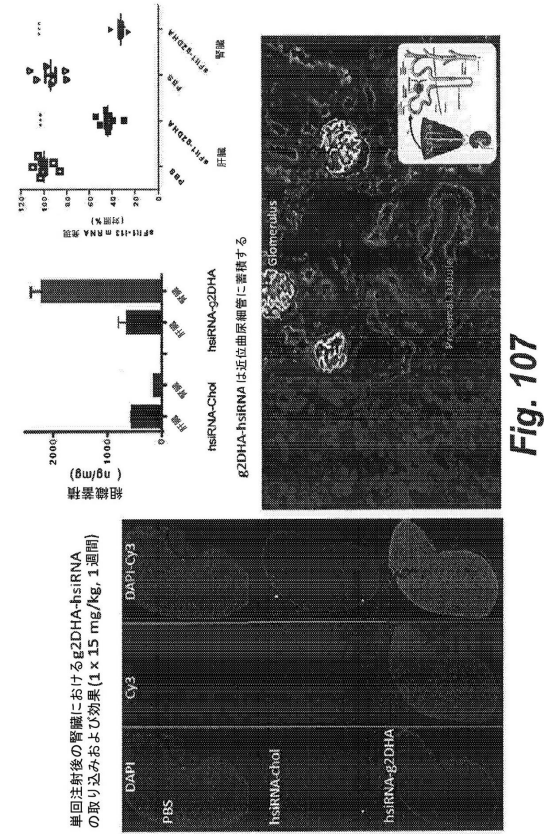 単回注射後の腎臓におけるg2DHA-hsiRNA
の取り込みおよび効果(1 x 15 mg/kg, 1週間)
DAPI
Cy3
DAPI-Cy3
PBS
hsiRNA-chol
hsiRNA-g2DHA
組織蓄積
( ng/mg)
2000
1000
0
肝臓
腎臓
肝臓
腎臓
hsiRNA-Chol
hsiRNA-g2DHA
sFlt1-i13 mRNA 発現
(対照%)
120
100
80
60
40
20
0
PBS
sFlt1-g2DHA
PBS
sFlt1-g2DHA
肝臓
腎臓
g2DHA-hsiRNA は近位曲尿細管に蓄積する
Glomerulus
Proximal Tubule
Fig. 107